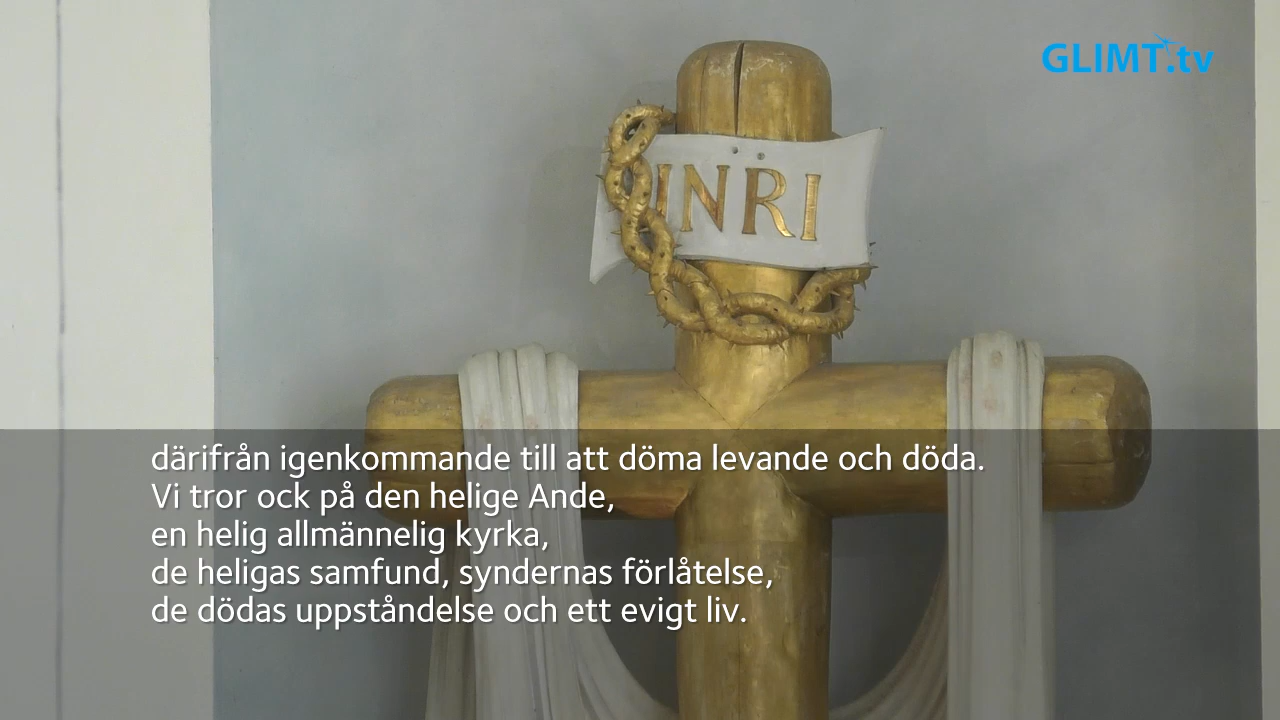 GLIMT.tv
INRI
därifrån igenkommande till att döma levande och döda.
Vi tror ock på den helige Ande,
en helig allmännelig kyrka,
de heligas samfund, syndernas förlåtelse,
de dödas uppståndelse och ett evigt liv.